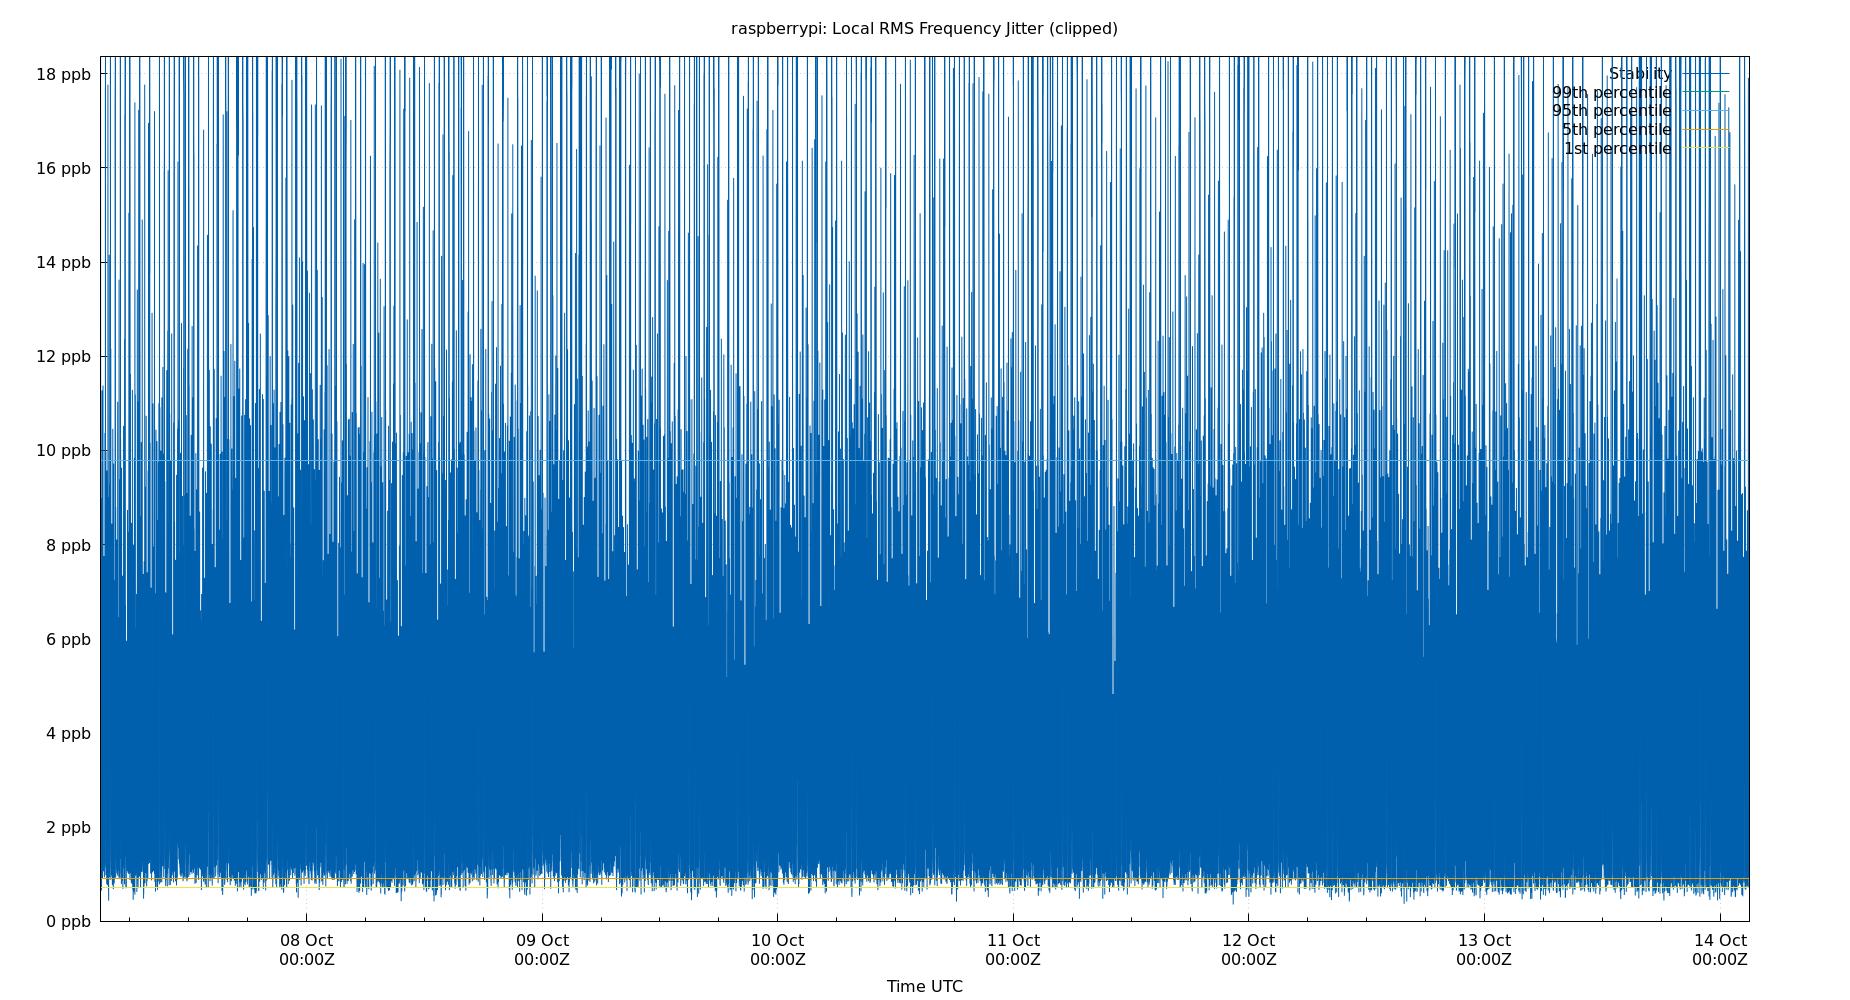 raspberrypi: Local RMS Frequency Jitter (clipped)
18 ppb
16 ppb
14 ppb
12 ppb
10 ppb
8 ppb
6 ppb
4 ppb
2 ppb
0 ppb
Stability
99th percentile
95th percentile
5th percentile
1st percentile
08 Oct 09 Oct 10 Oct 11 Oct 12 Oct 13 Oct 14 Oct
00:00Z 00:00Z 00:00Z 00:00Z 00:00Z 00:00Z 00:00Z
Time UTC